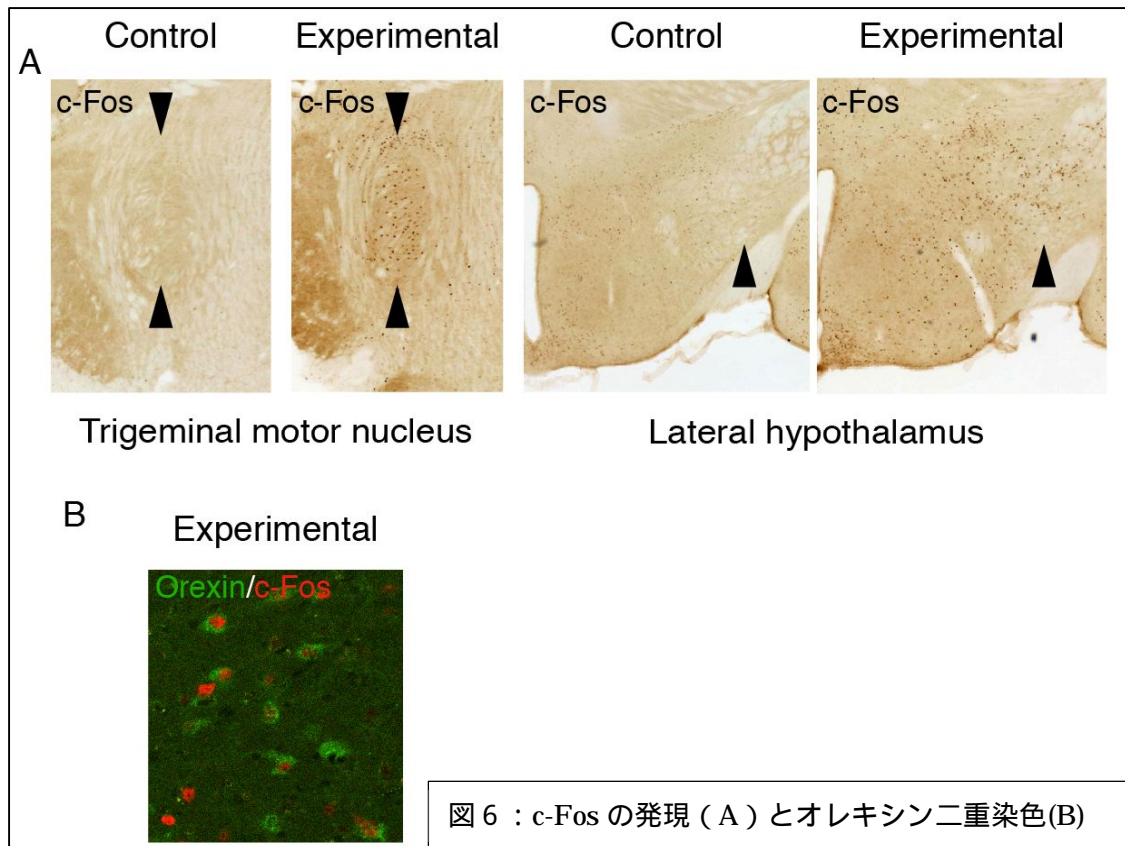 Control Experimental Control Experimental
A
c-Fos c-Fos c-Fos c-Fos
Trigeminal motor nucleus Lateral hypothalamus
B
Experimental
Orexin/c-Fos
図6：c-Fos の発現（A）とオレキシン二重染色(B)